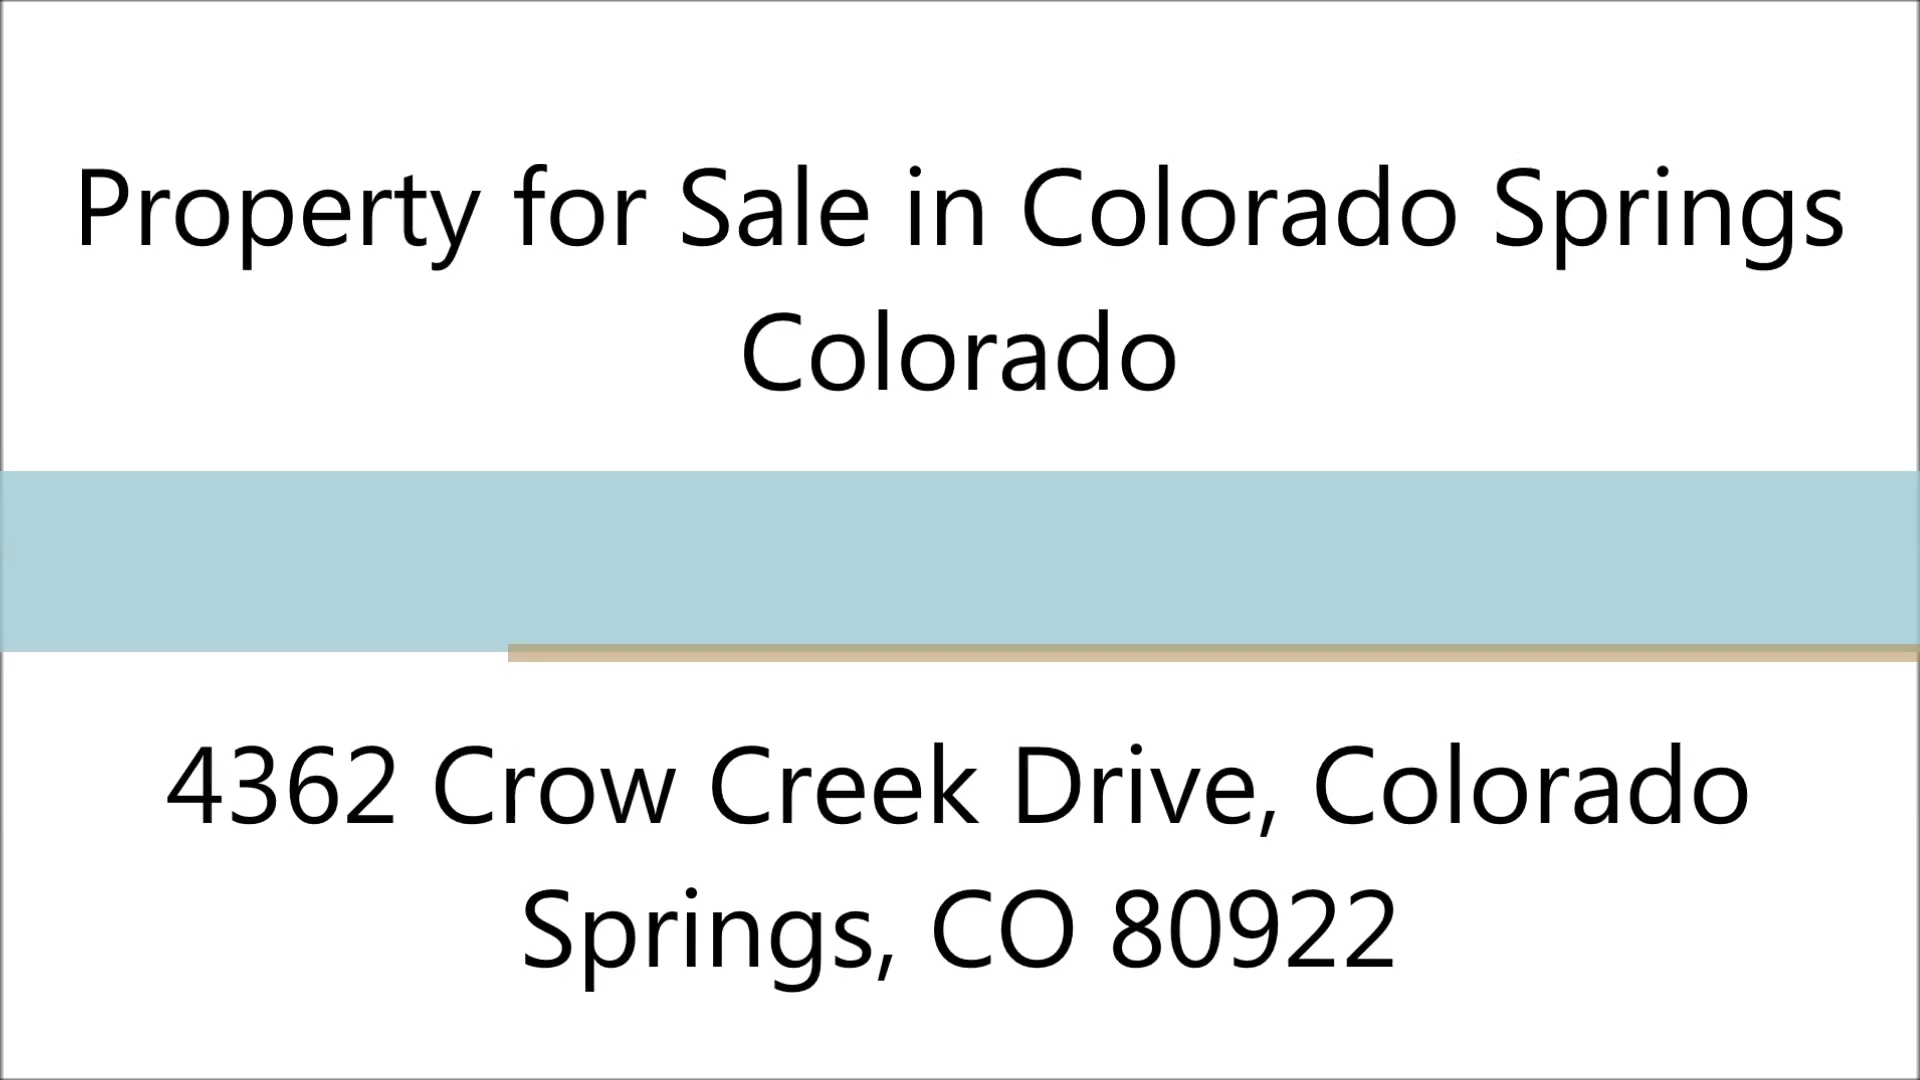 Property for Sale in Colorado Springs
Colorado
4362 Crow Creek Drive, Colorado
Springs, CO 80922